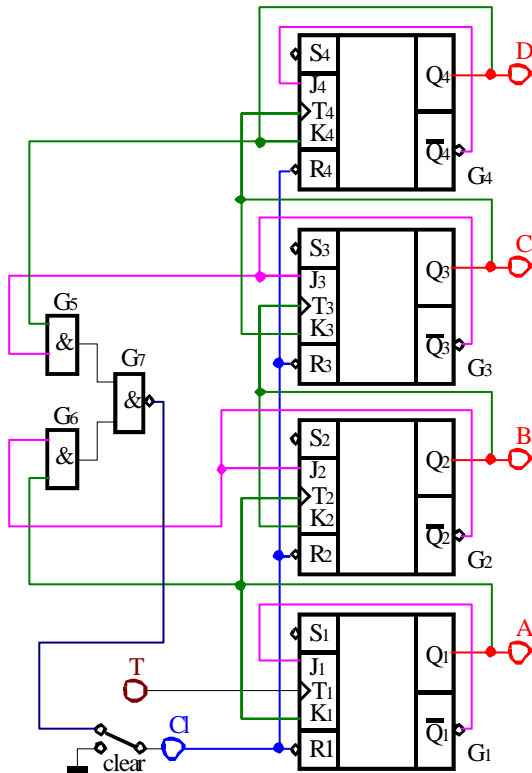 S4
J4
T4
K4
R4
Q4
Q4
G4
D
S3
J3
T3
K3
R3
Q3
Q3
G3
C
G5
&
G7
&
G6
&
S2
J2
T2
K2
R2
Q2
Q2
G2
B
S1
J1
T1
K1
R1
Q1
Q1
G1
A
T
Cl
clear